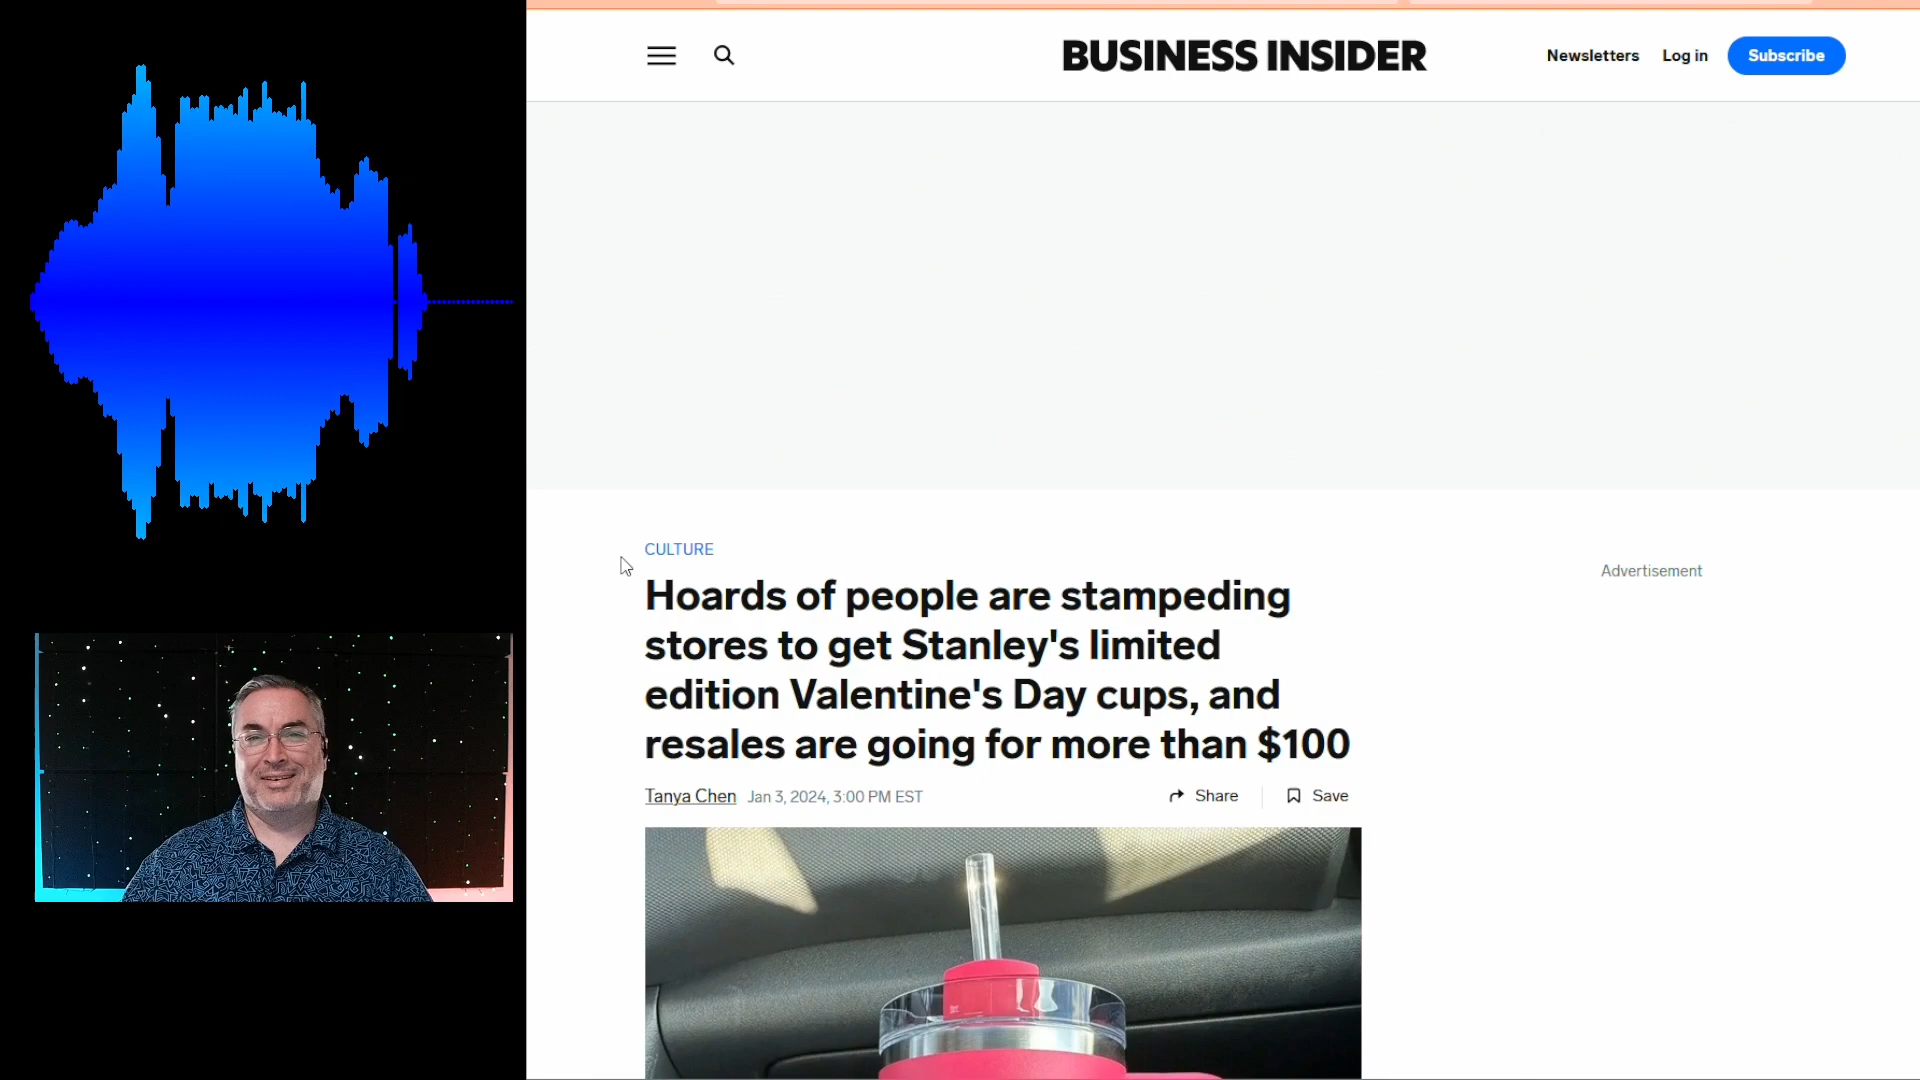 BUSINESS INSIDER
Newsletters
Log in
Subscribe
CULTURE
Hoards of people are stampeding
stores to get Stanley's limited
edition Valentine's Day cups, and
resales are going for more than $100
Tanya Chen
Jan 3, 2024, 3:00 PM EST
Share
Save
Advertisement